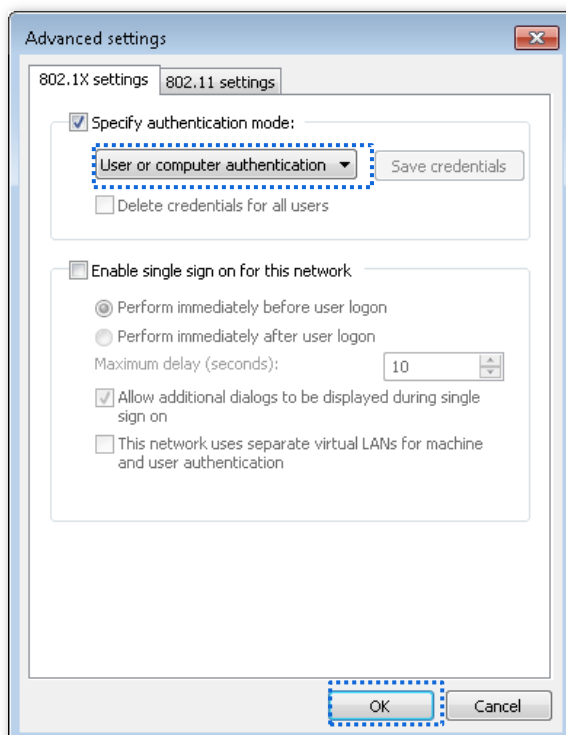 Advanced settings
802.1X settings
802.11 settings
Specify authentication mode:
User or computer authentication
Save credentials
Delete credentials for all users
Enable single sign on for this network
Perform immediately before user logon
Perform immediately after user logon
Maximum delay (seconds):
10
Allow additional dialogs to be displayed during single
sign on
This network uses separate virtual LANs for machine
and user authentication
OK
Cancel